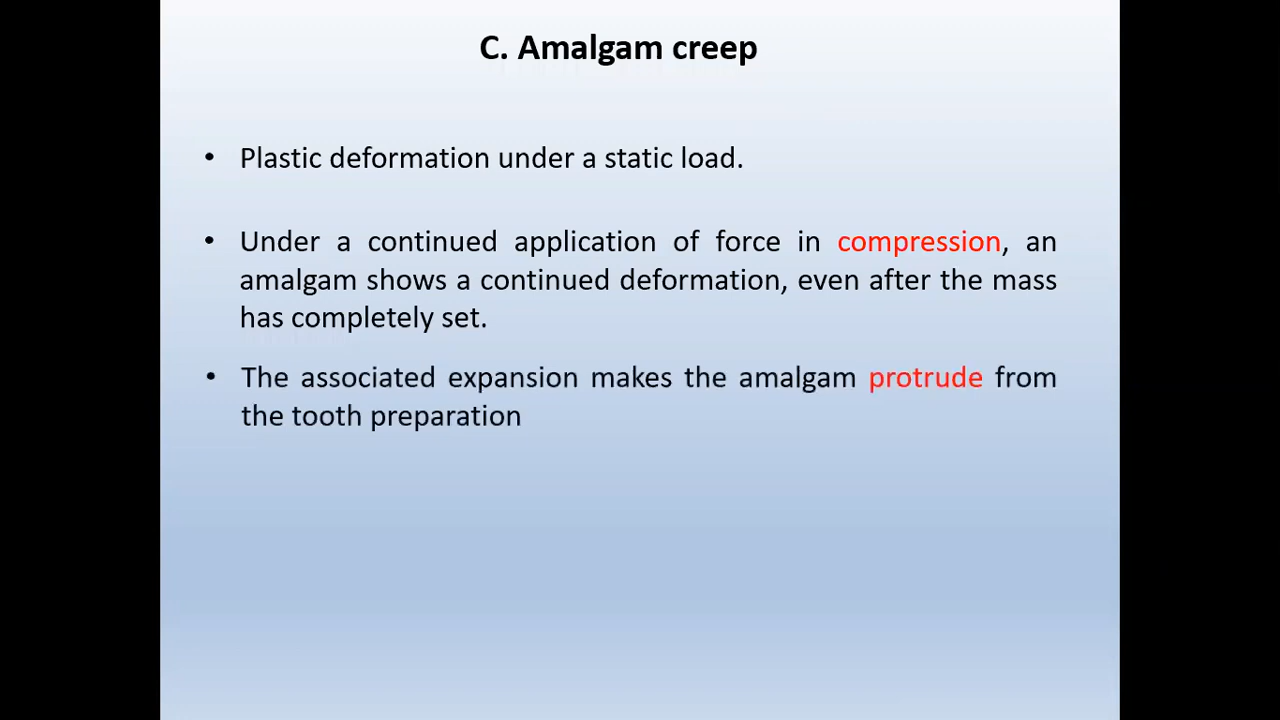 C. Amalgam creep
• Plastic deformation under a static load.
• Under a continued application of force in compression, an
amalgam shows a continued deformation, even after the mass
has completely set.
• The associated expansion makes the amalgam protrude from
the tooth preparation